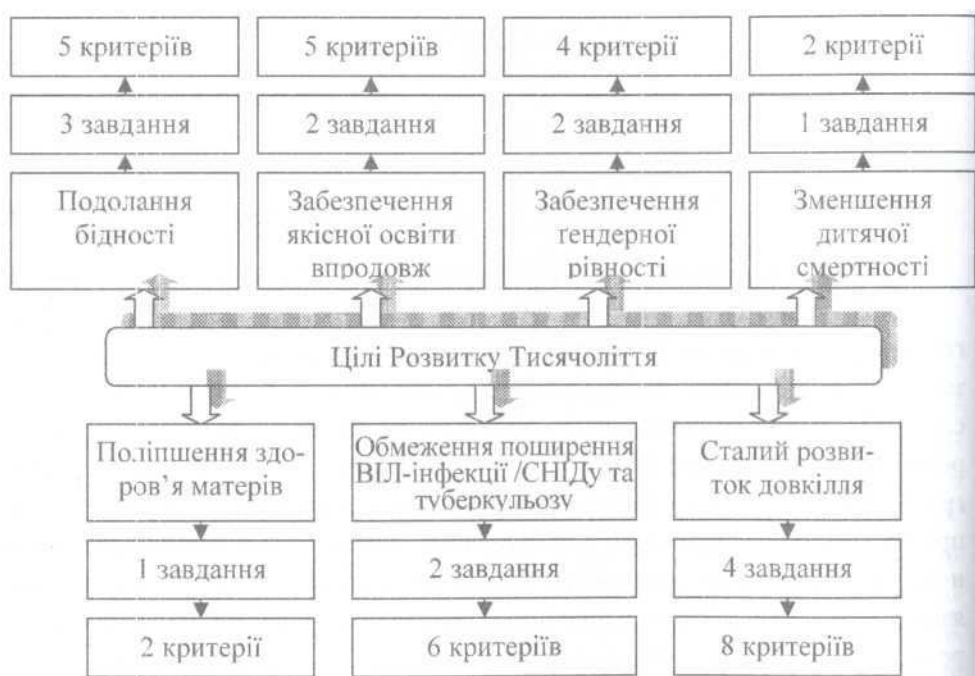 5 критеріїв
5 критеріїв
4 критерії
2 критерії
3 завдання
2 завдання
2 завдання
1 завдання
Подолання
бідності
Забезпечення
якісної освіти
впродовж
Забезпечення
ґендерної
рівності
Зменшення
дитячої
смертності
Цілі Розвитку Тисячоліття
Поліпшення здо-
ров’я матерів
Обмеження поширення
ВІЛ-інфекції /СНІДу та
туберкульозу
Сталий розви-
ток довкілля
1 завдання
2 завдання
4 завдання
2 критерії
6 критеріїв
8 критеріїв